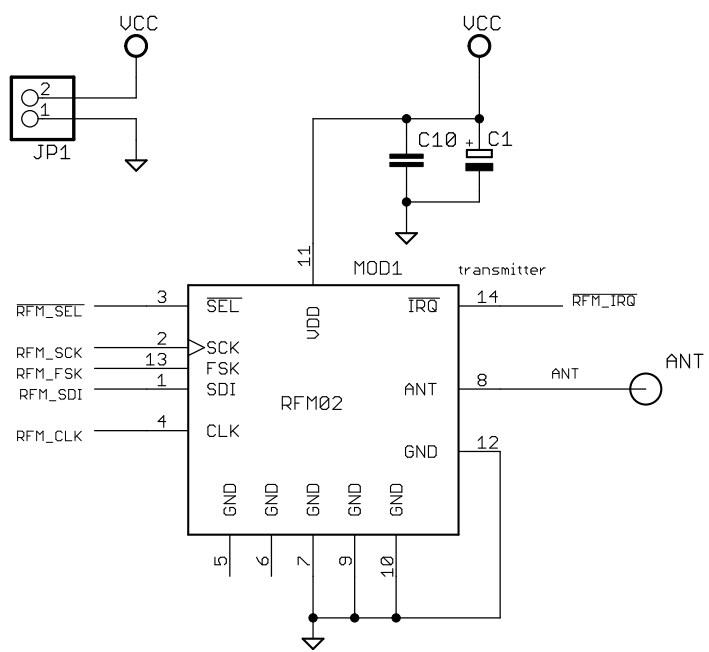 VCC
VCC
2
1
JP1
C10
+
C1
11
MOD1
transmitter
3
SEL
IRQ
14
RFM_IRQ
RFM_SEL
VDD
2
SCK
RFM_SCK
13
FSK
RFM_FSK
1
SDI
RFM_SDI
RFM02
ANT
8
ANT
ANT
4
CLK
RFM_CLK
GND
12
GND
GND
GND
GND
GND
5
6
7
9
10